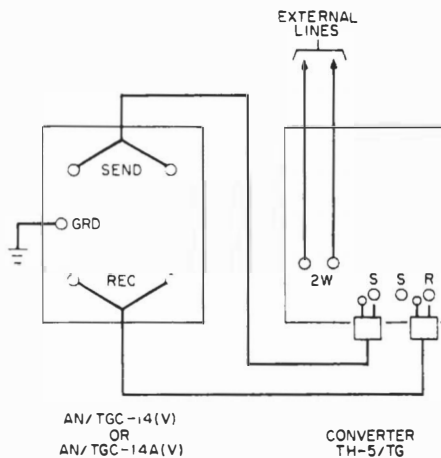 EXTERNAL
LINES
SEND
GRD
REC
2W
S S R
AN/TGC-14(V)
OR
AN/TGC-14A(V)
CONVERTER
TH-5/TG